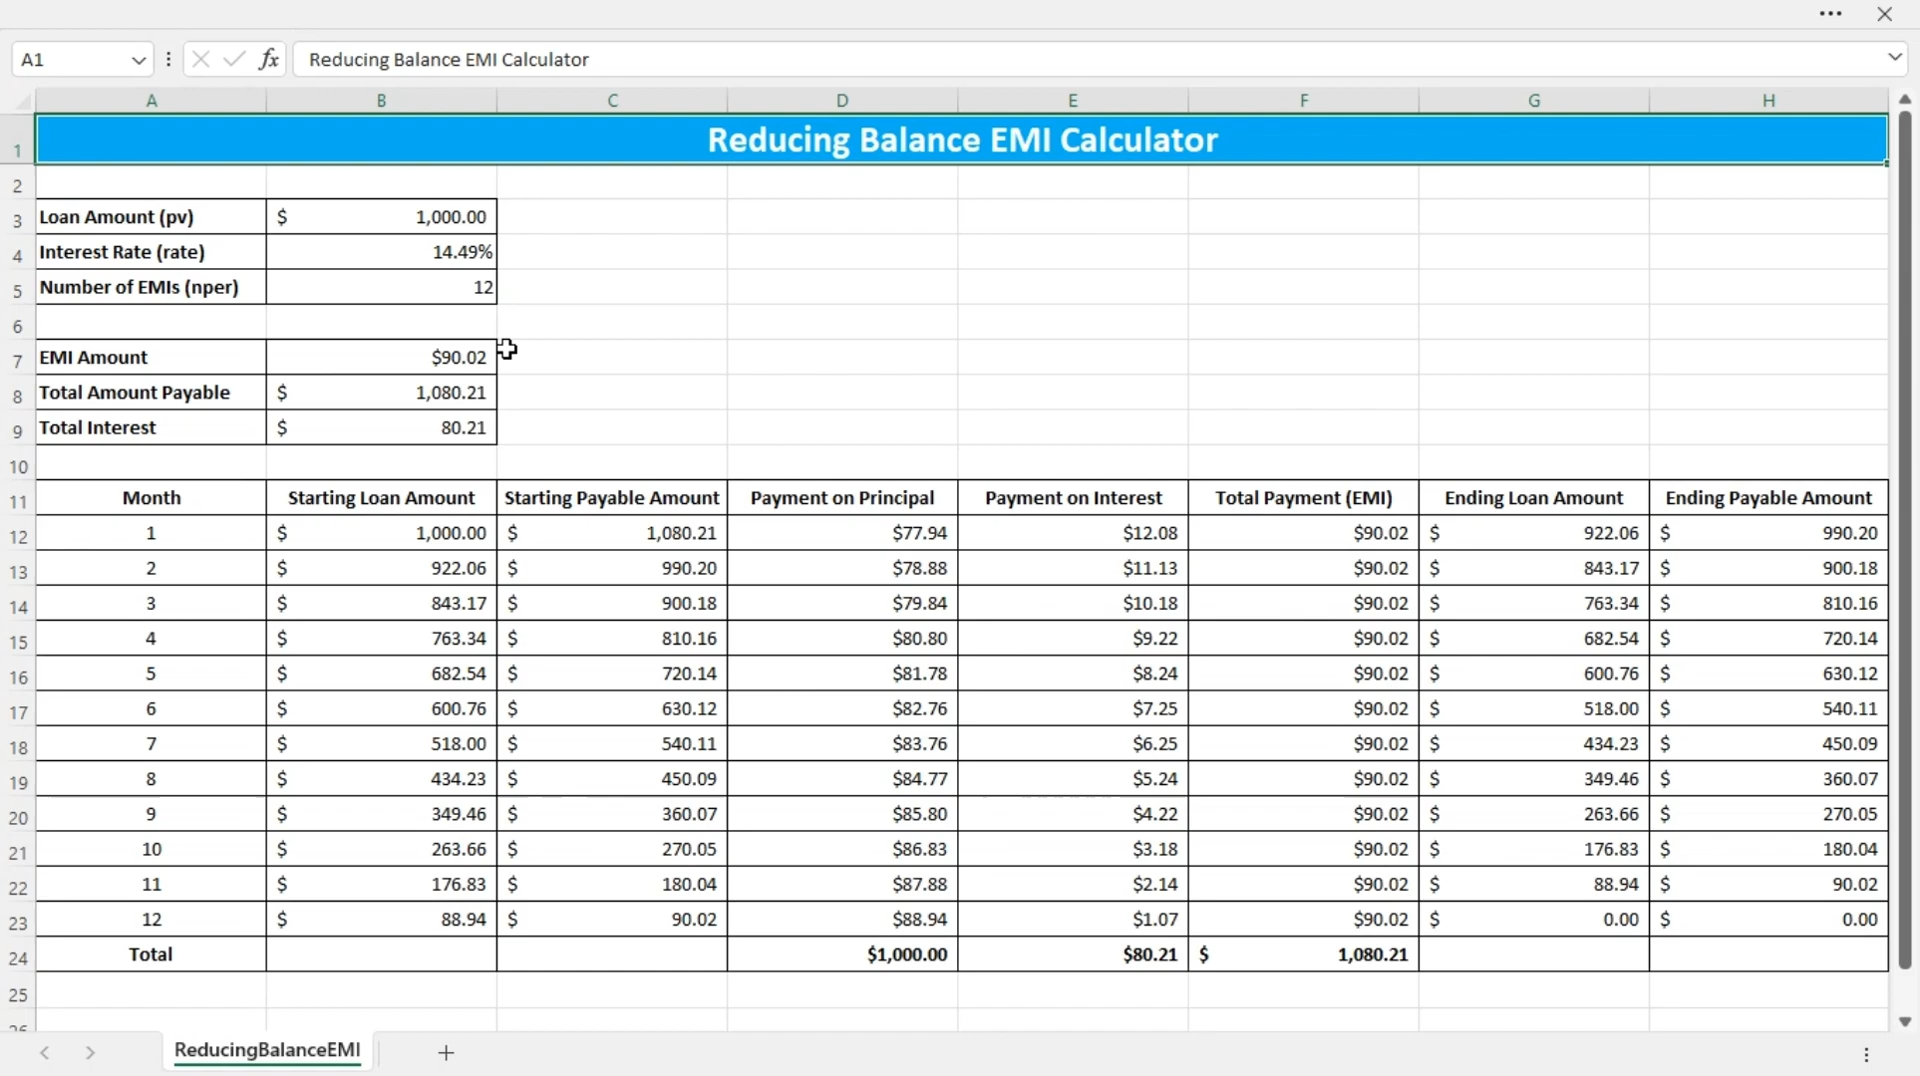 A1 fx Reducing Balance EMI Calculator
A B C D E F G H
1 Reducing Balance EMI Calculator
2
3 Loan Amount (pv) $ 1,000.00
4 Interest Rate (rate) 14.49%
5 Number of EMIs (nper) 12
6
7 EMI Amount $90.02
8 Total Amount Payable $ 1,080.21
9 Total Interest $ 80.21
10
11 Month Starting Loan Amount Starting Payable Amount Payment on Principal Payment on Interest Total Payment (EMI) Ending Loan Amount Ending Payable Amount
12 1 $ 1,000.00 $ 1,080.21 $77.94 $12.08 $90.02 $ 922.06 $ 990.20
13 2 $ 922.06 $ 990.20 $78.88 $11.13 $90.02 $ 843.17 $ 900.18
14 3 $ 843.17 $ 900.18 $79.84 $10.18 $90.02 $ 763.34 $ 810.16
15 4 $ 763.34 $ 810.16 $80.80 $9.22 $90.02 $ 682.54 $ 720.14
16 5 $ 682.54 $ 720.14 $81.78 $8.24 $90.02 $ 600.76 $ 630.12
17 6 $ 600.76 $ 630.12 $82.76 $7.25 $90.02 $ 518.00 $ 540.11
18 7 $ 518.00 $ 540.11 $83.76 $6.25 $90.02 $ 434.23 $ 450.09
19 8 $ 434.23 $ 450.09 $84.77 $5.24 $90.02 $ 349.46 $ 360.07
20 9 $ 349.46 $ 360.07 $85.80 $4.22 $90.02 $ 263.66 $ 270.05
21 10 $ 263.66 $ 270.05 $86.83 $3.18 $90.02 $ 176.83 $ 180.04
22 11 $ 176.83 $ 180.04 $87.88 $2.14 $90.02 $ 88.94 $ 90.02
23 12 $ 88.94 $ 90.02 $88.94 $1.07 $90.02 $ 0.00 $ 0.00
24 Total $1,000.00 $80.21 $ 1,080.21
25
ReducingBalanceEMI